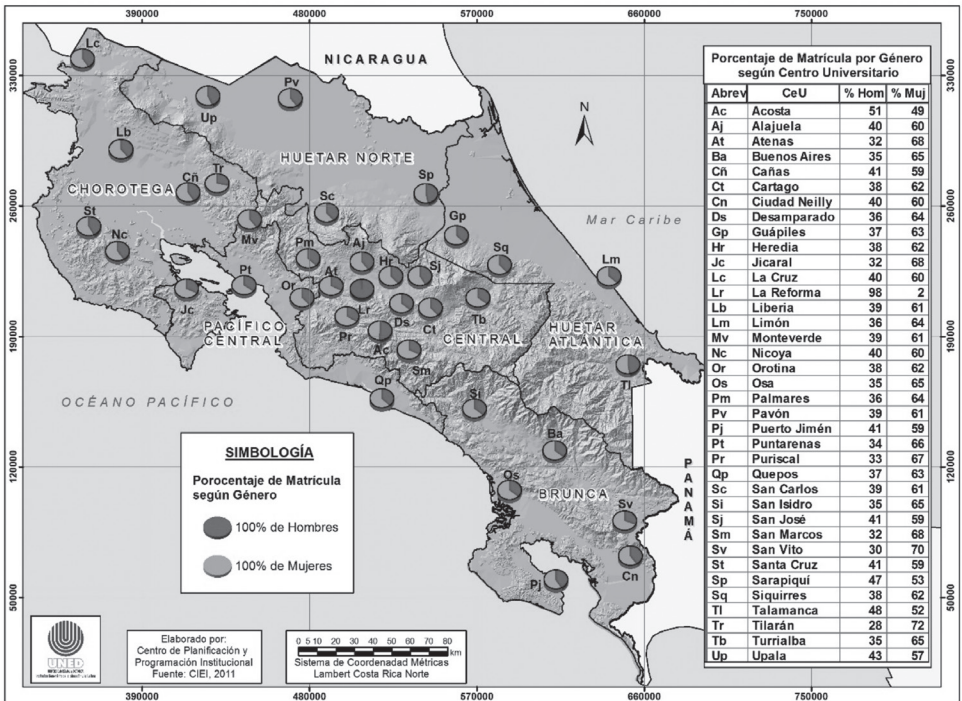 390000 480000 570000 660000 750000
330000 330000
260000 260000
190000 190000
120000 120000
50000 50000
NICARAGUA
N
Mar Caribe
OCÉANO PACÍFICO
PANAMÁ
CHOROTEGA
HUETAR NORTE
PACÍFICO
CENTRAL
CENTRAL
HUETAR
ATLÁNTICA
BRUNCA
Lc
Up
Pv
Lb
Cñ
Tr
St
Nc
Mv
Sc
Sp
Gp
Sq
Lm
Pm
Aj
Hr
Sj
At
Or
Pt
Jc
Lr
Pr
Ds
Ct
Tb
Ac
Sm
Qp
Si
Tl
Ba
Os
Sv
Cn
Pj
SIMBOLOGÍA
Porocentaje de Matrícula
según Género
100% de Hombres
100% de Mujeres
Porcentaje de Matrícula por Género
según Centro Universitario
Abrev CeU % Hom % Muj
Ac Acosta 51 49
Aj Alajuela 40 60
At Atenas 32 68
Ba Buenos Aires 35 65
Cñ Cañas 41 59
Ct Cartago 38 62
Cn Ciudad Neilly 40 60
Ds Desamparado 36 64
Gp Guápiles 37 63
Hr Heredia 38 62
Jc Jicaral 32 68
Lc La Cruz 40 60
Lr La Reforma 98 2
Lb Liberia 39 61
Lm Limón 36 64
Mv Monteverde 39 61
Nc Nicoya 40 60
Or Orotina 38 62
Os Osa 35 65
Pm Palmares 36 64
Pv Pavón 39 61
Pj Puerto Jimén 41 59
Pt Puntarenas 34 66
Pr Puriscal 33 67
Qp Quepos 37 63
Sc San Carlos 39 61
Si San Isidro 35 65
Sj San José 41 59
Sm San Marcos 32 68
Sv San Vito 30 70
St Santa Cruz 41 59
Sp Sarapiquí 47 53
Sq Siquirres 38 62
Tl Talamanca 48 52
Tr Tilarán 28 72
Tb Turrialba 35 65
Up Upala 43 57
UNED
Elaborado por:
Centro de Planificación y
Programación Institucional
Fuente: CIEI, 2011
0 5 10 20 30 40 50 60 70 80
km
Sistema de Coordenadad Métricas
Lambert Costa Rica Norte
390000 480000 570000 660000 750000